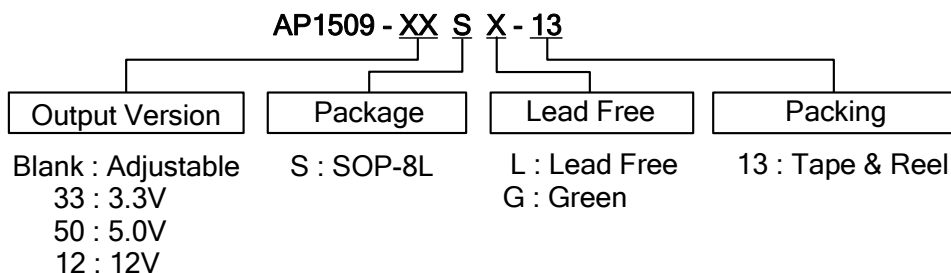 AP1509 - XX S X - 13
Output Version Package Lead Free Packing
Blank : Adjustable S : SOP-8L L : Lead Free 13 : Tape & Reel
33 : 3.3V G : Green
50 : 5.0V
12 : 12V